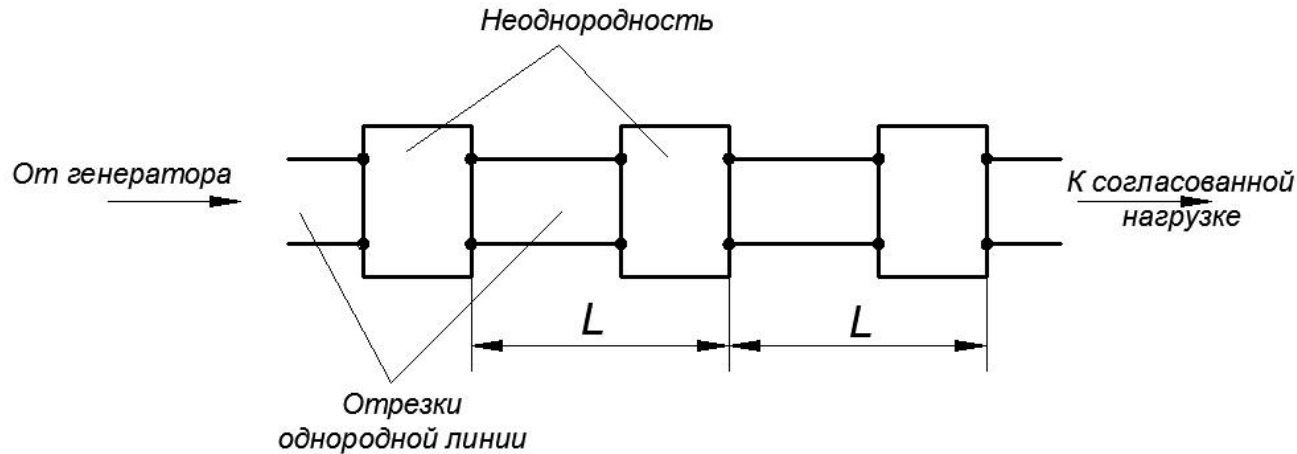 Неоднородность
От генератора
К согласованной
нагрузке
L
L
Отрезки
однородной линии